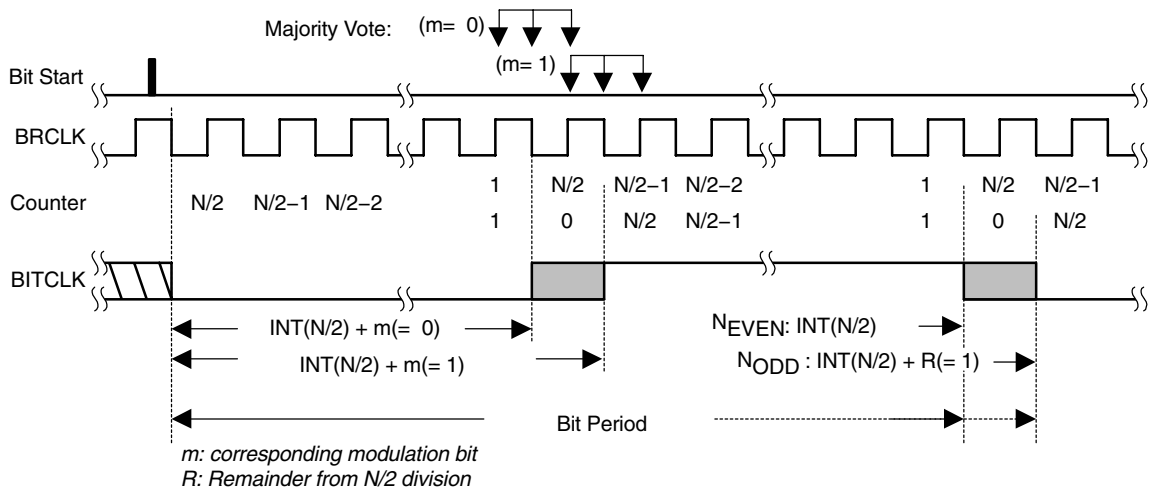 Majority Vote: (m= 0)
(m= 1)
Bit Start
BRCLK
1 N/2 N/2−1 N/2−2 1 N/2 N/2−1
N/2 N/2−1 N/2−2
Counter
1 0 N/2 N/2−1 1 0 N/2
BITCLK
INT(N/2) + m(= 0) NEVEN: INT(N/2)
INT(N/2) + m(= 1) NODD : INT(N/2) + R(= 1)
Bit Period
m: corresponding modulation bit
R: Remainder from N/2 division